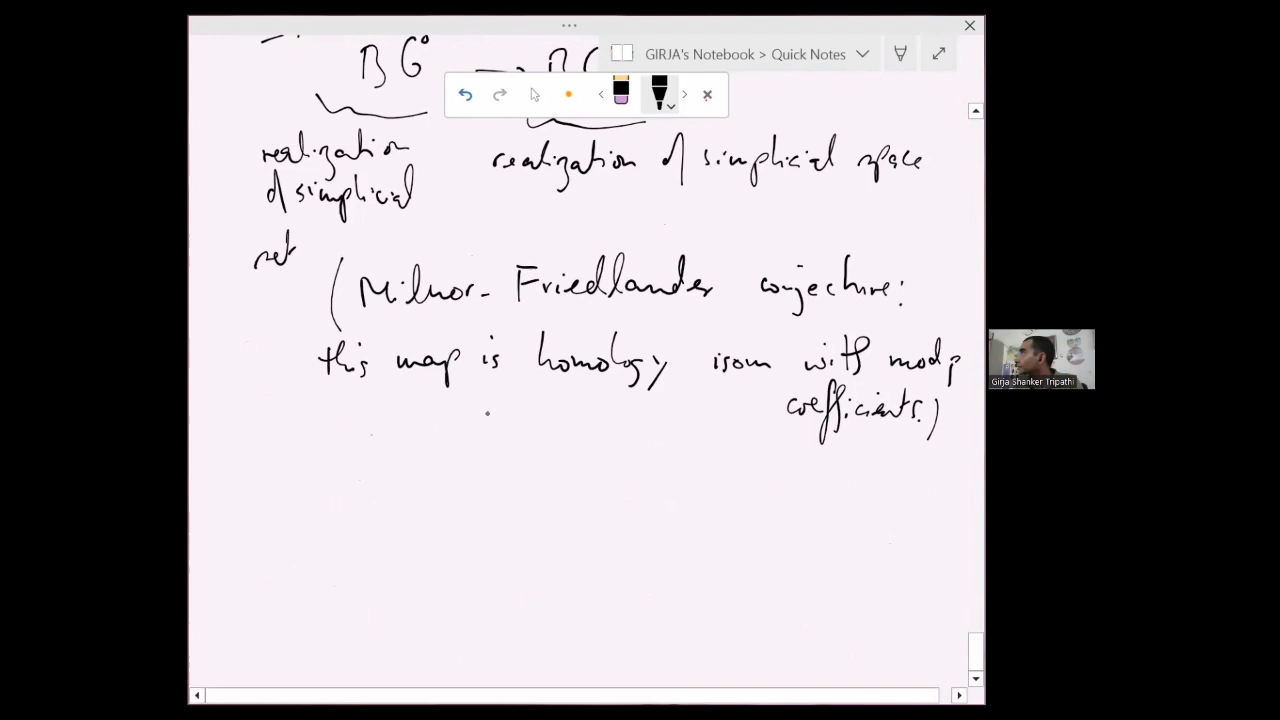 BG°
GIRJA's Notebook > Quick Notes
realization
of simplicial
set
realization of simplicial space
(Milnor-Friedlander conjecture:
this map is homology isom with mod p
coefficients.)
Girja Shanker Tripathi